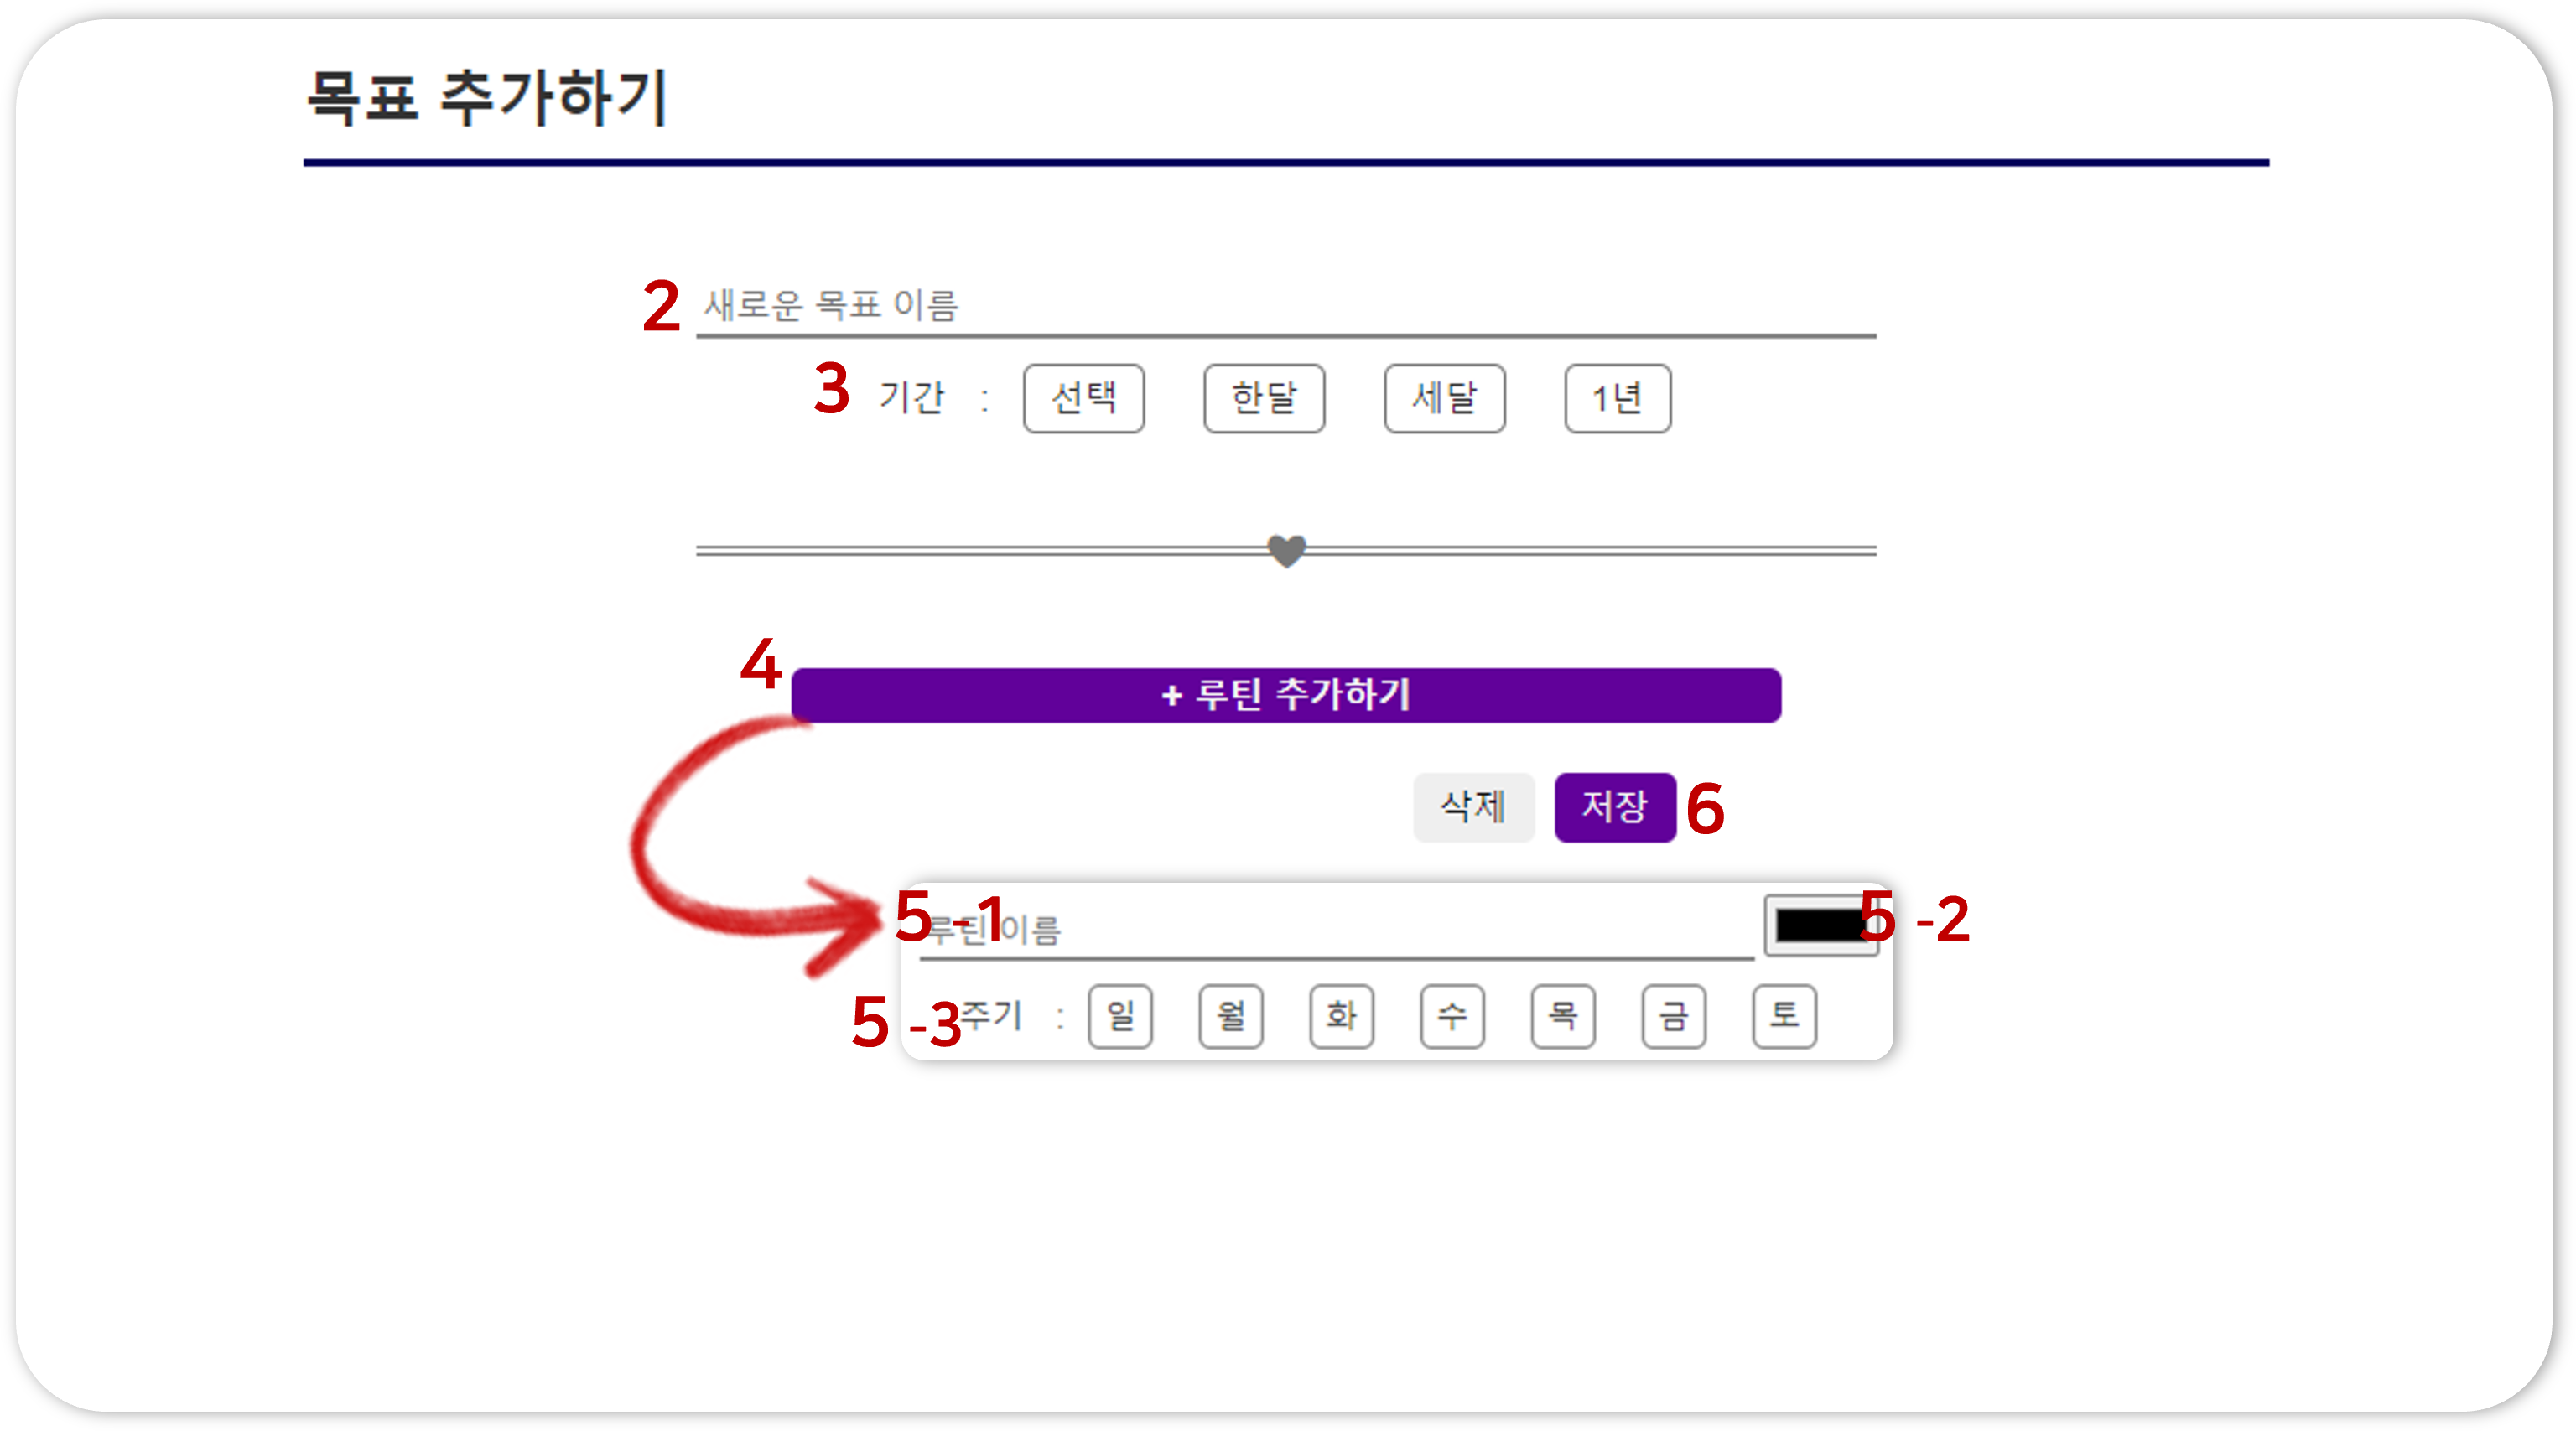 목표 추가하기
2 새로운 목표 이름
3 기간 : 선택 한달 세달 1년
4 + 루틴 추가하기
삭제 저장 6
5 -1 루틴 이름 5 -2
5 -3 주기 : 일 월 화 수 목 금 토